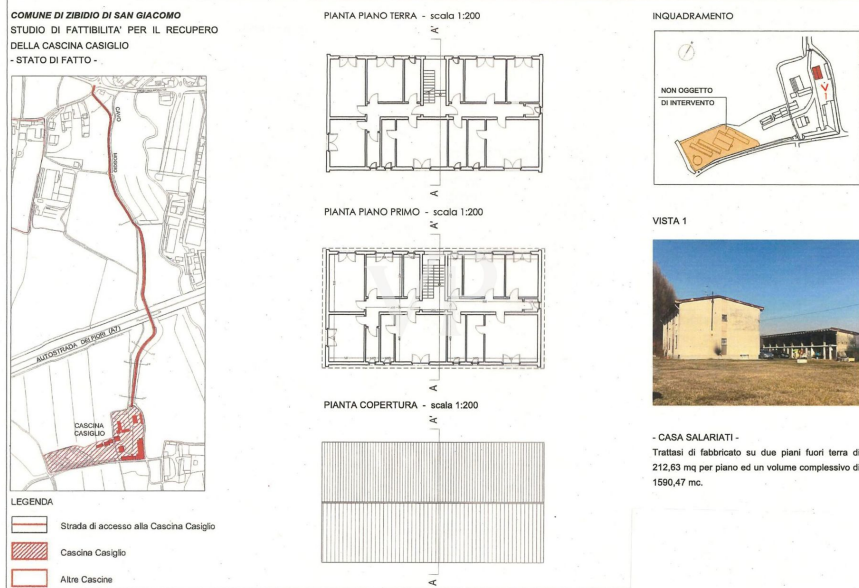 COMUNE DI ZIBIDIO DI SAN GIACOMO
STUDIO DI FATTIBILITA' PER IL RECUPERO
DELLA CASCINA CASIGLIO
- STATO DI FATTO -
CAVO
BORROMEO
AUTOSTRADA DEI FIORI (A7)
CASCINA
CASIGLIO
LEGENDA
Strada di accesso alla Cascina Casiglio
Cascina Casiglio
Altre Cascine
PIANTA PIANO TERRA - scala 1:200
A'
A
PIANTA PIANO PRIMO - scala 1:200
A'
A
PIANTA COPERTURA - scala 1:200
A'
A
INQUADRAMENTO
NON OGGETTO
DI INTERVENTO
V
1
VISTA 1
- CASA SALARIATI -
Trattasi di fabbricato su due piani fuori terra di
212,63 mq per piano ed un volume complessivo di
1590,47 mc.